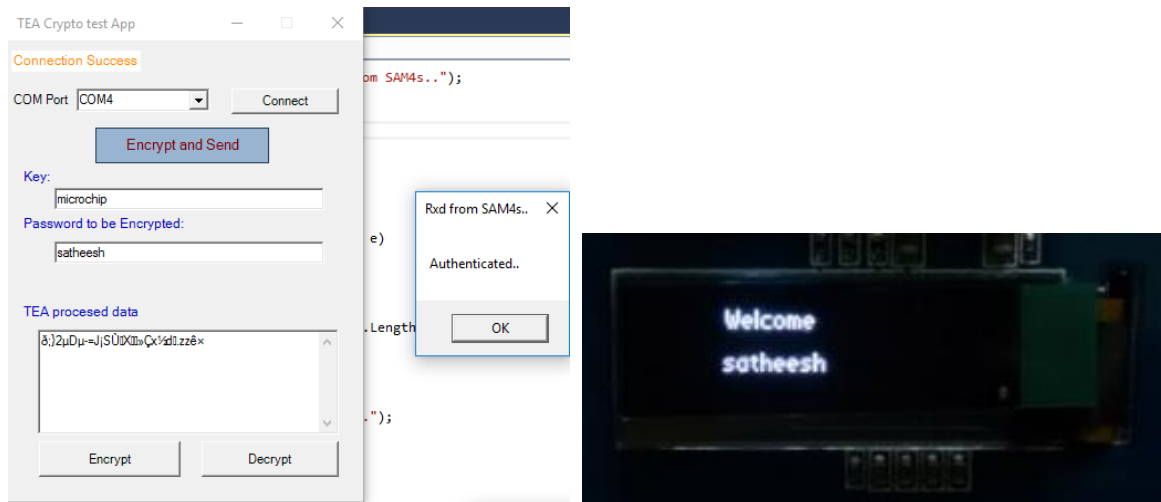 TEA Crypto test App
Connection Success
om SAM4s..");
COM Port COM4 Connect
Encrypt and Send
Key:
microchip
Rxd from SAM4s..
Password to be Encrypted:
e)
satheesh
Authenticated..
TEA procesed data
.Length
OK
Welcome
satheesh
.");
Encrypt Decrypt